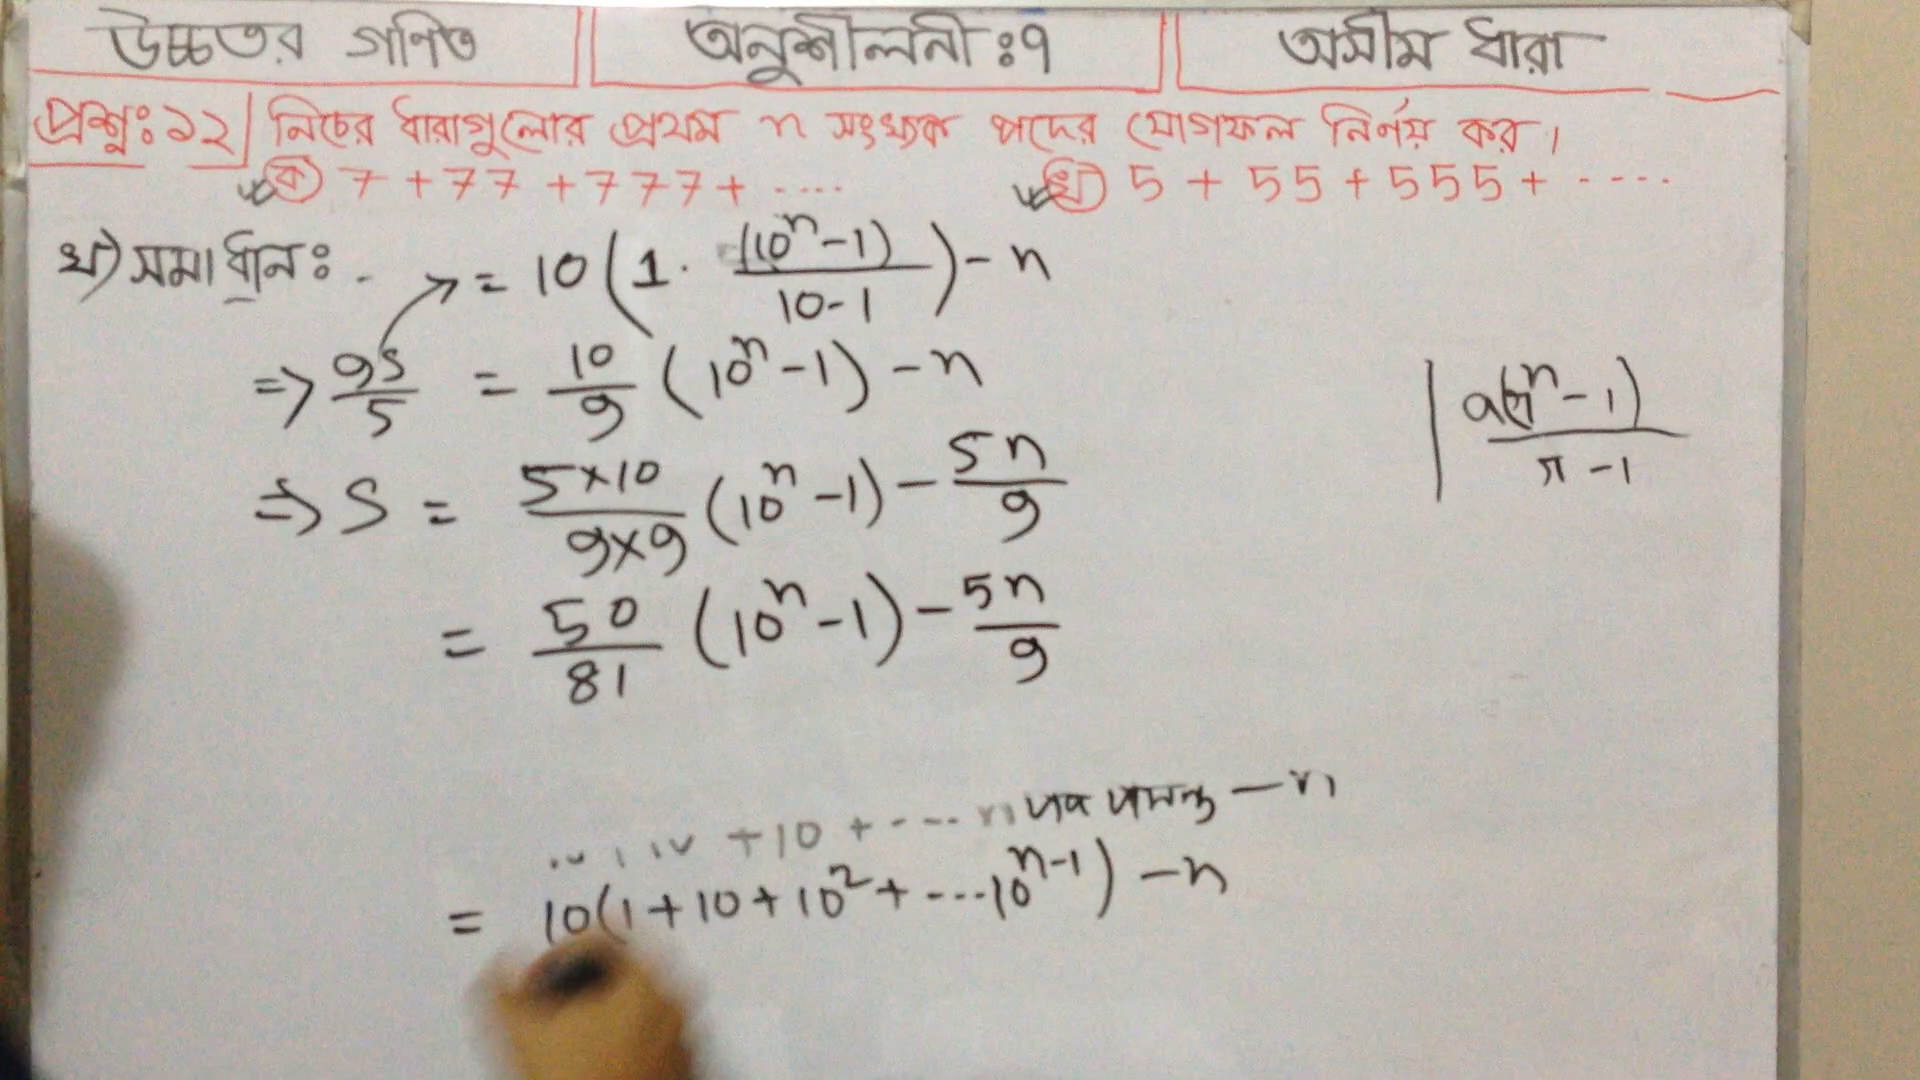 উচ্চতর গণিত অনুশীলনী ঃ ৭ অসীম ধারা
প্রশ্নঃ ১২ | নিচের ধারাগুলোর প্রথম n সংখ্যক পদের যোগফল নির্ণয় কর।
ক) 7 + 77 + 777 + .... খ) 5 + 55 + 555 + ....
খ) সমাধান ঃ = 10 (1. (10ⁿ-1)/(10-1)) - n
=> 9S/5 = 10/9 (10ⁿ - 1) - n
a(rⁿ - 1)/(r - 1)
=> S = 5×10/9×9 (10ⁿ - 1) - 5n/9
= 50/81 (10ⁿ - 1) - 5n/9
+ 10 + ---- n পদ পর্যন্ত - n
= 10(1 + 10 + 10² + ---10ⁿ⁻¹) - n